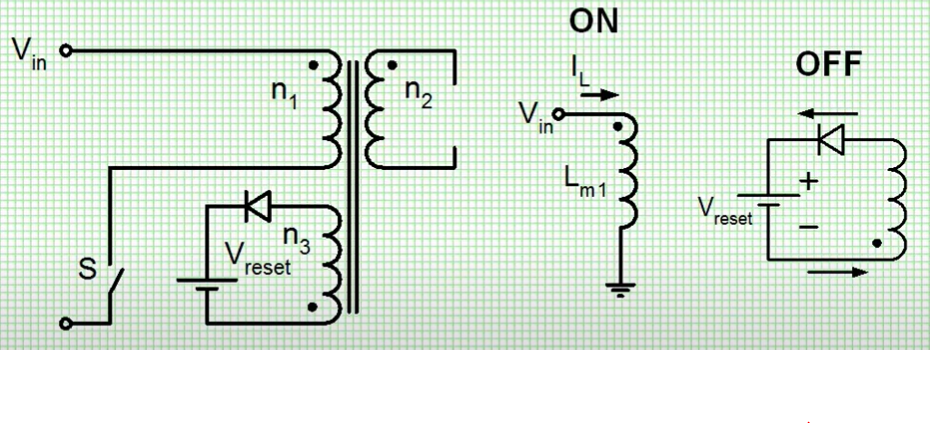 V_in
n_1
n_2
S
n_3
V_reset
ON
I_L
V_in
L_m1
OFF
+
V_reset
−